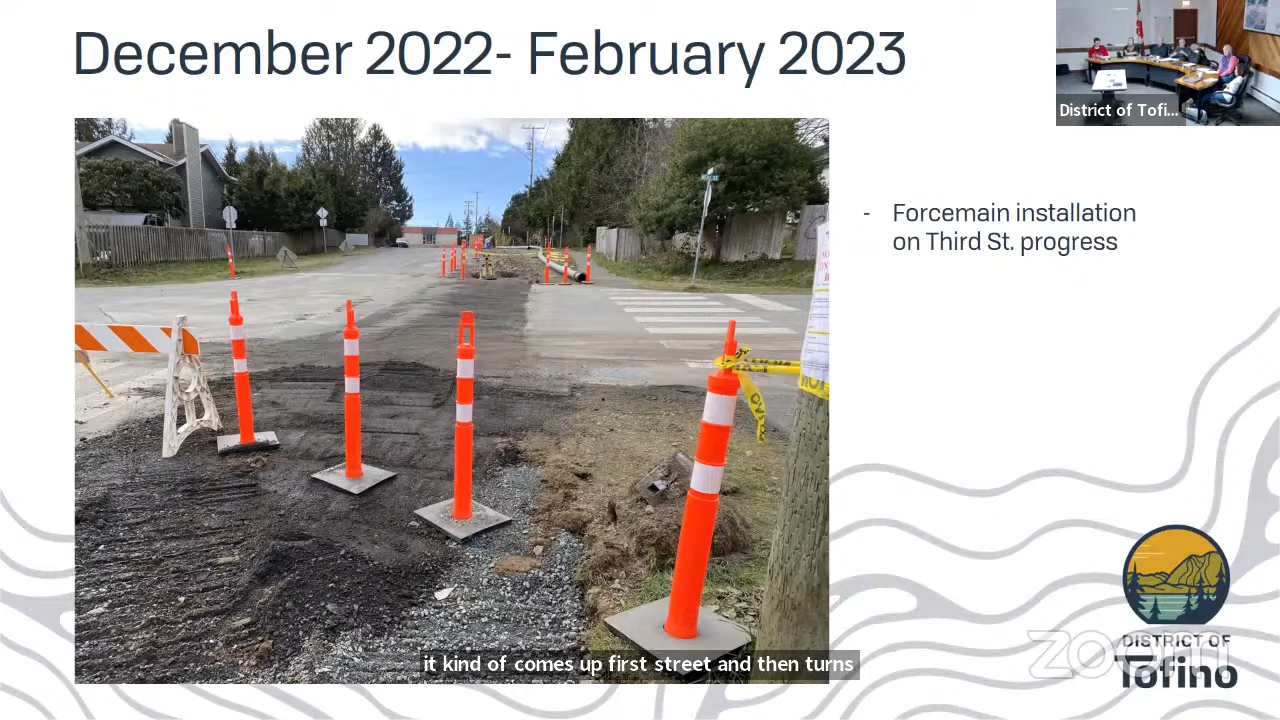 December 2022- February 2023
District of Tofi...
- Forcemain installation
on Third St. progress
it kind of comes up first street and then turns
zoom
DISTRICT OF
Tofino